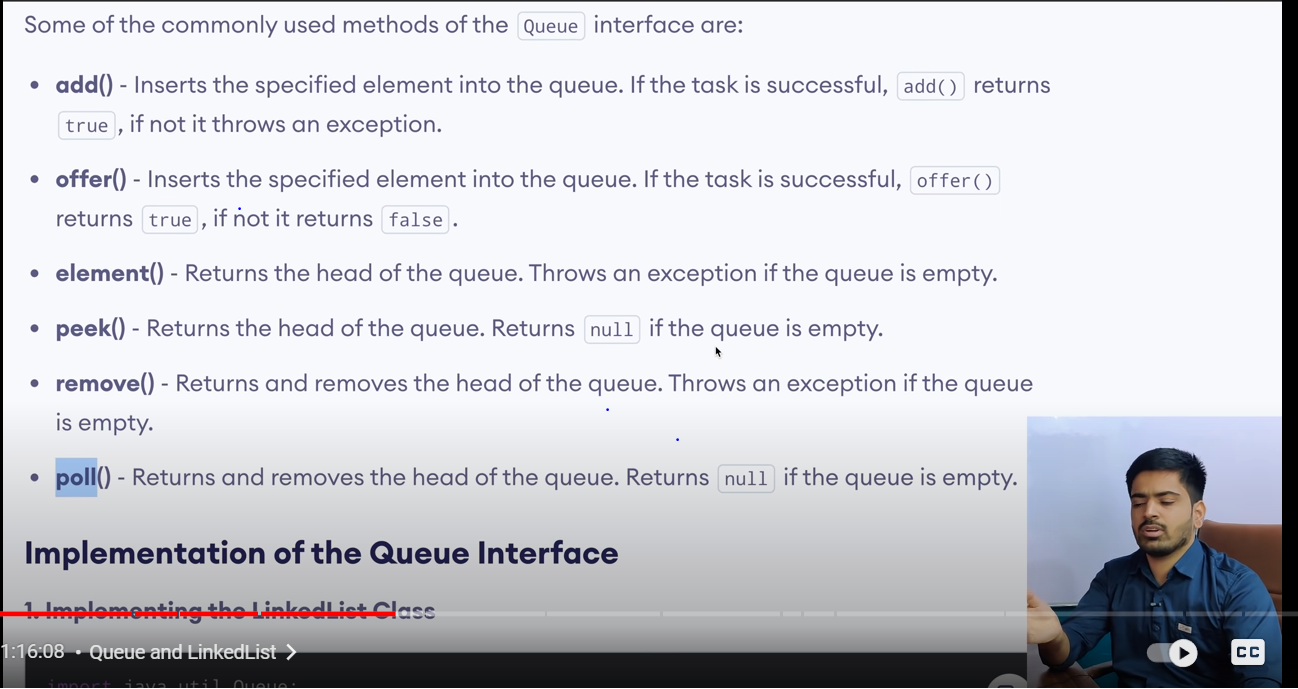 Some of the commonly used methods of the Queue interface are:
• add() - Inserts the specified element into the queue. If the task is successful, add() returns
true, if not it throws an exception.
• offer() - Inserts the specified element into the queue. If the task is successful, offer()
returns true, if not it returns false.
• element() - Returns the head of the queue. Throws an exception if the queue is empty.
• peek() - Returns the head of the queue. Returns null if the queue is empty.
• remove() - Returns and removes the head of the queue. Throws an exception if the queue
is empty.
• poll() - Returns and removes the head of the queue. Returns null if the queue is empty.
Implementation of the Queue Interface
1. Implementing the LinkedList Class
1:16:08 • Queue and LinkedList
CC
import java.util.Queue;